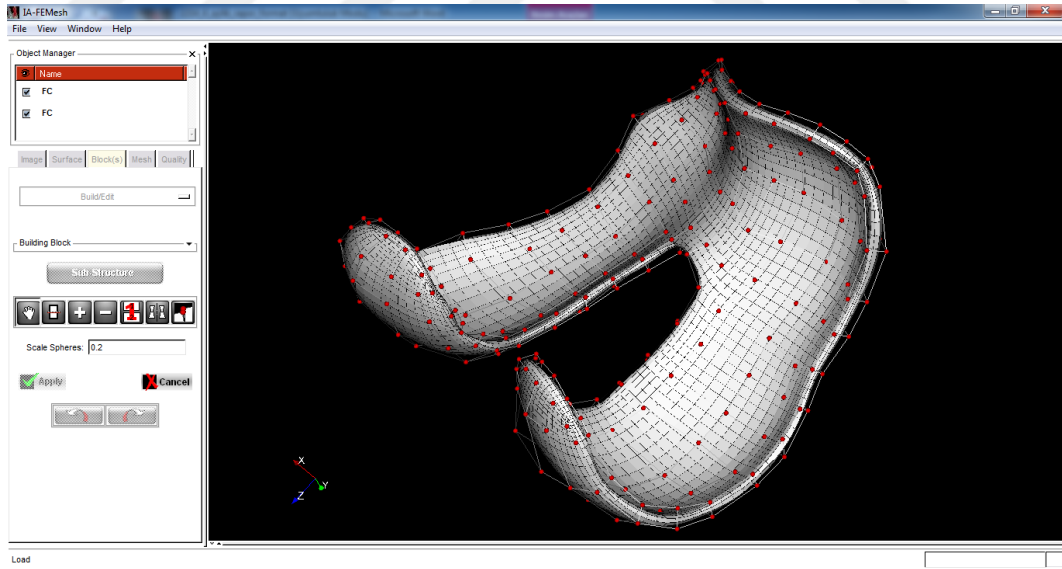 IA-FEMesh
File View Window Help
Object Manager
Name
FC
FC
Image Surface Block(s) Mesh Quality
Build/Edit
Building Block
Sub-Structure
Scale Spheres: 0.2
Apply Cancel
X
Y
Z
Load